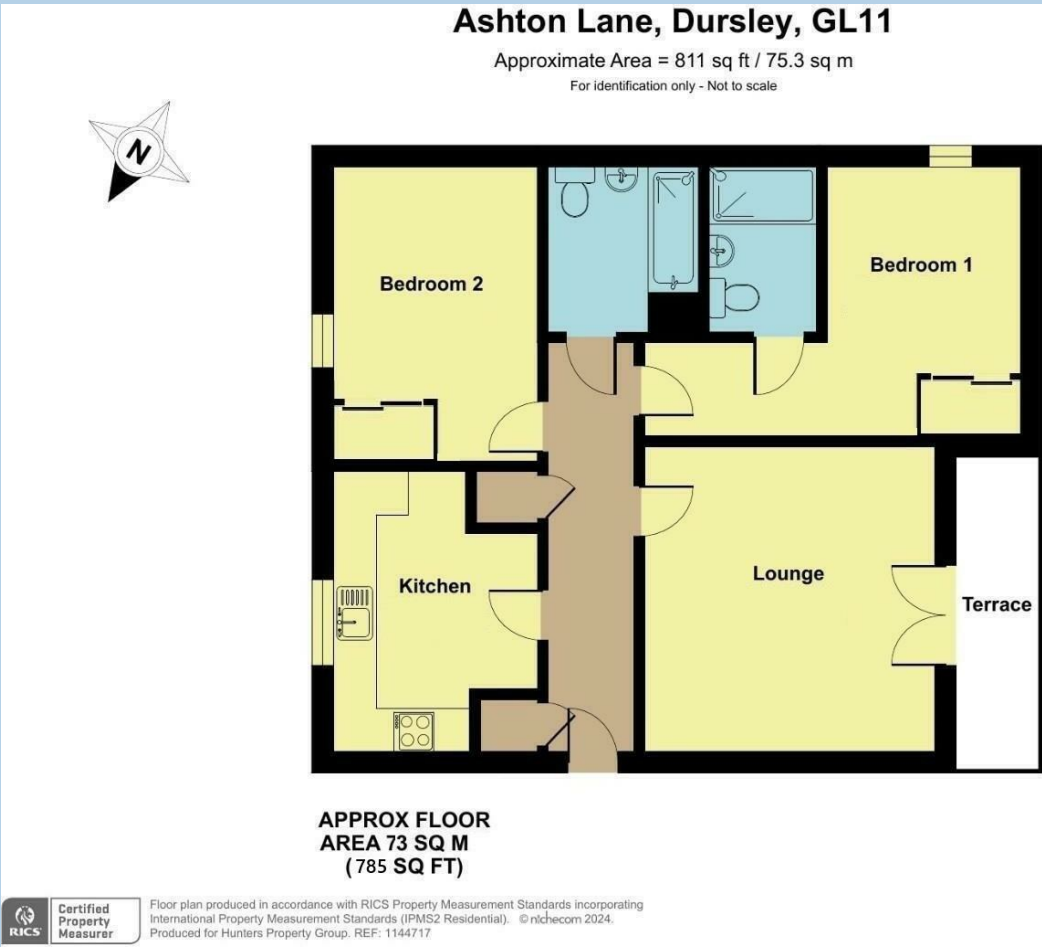 Ashton Lane, Dursley, GL11
Approximate Area = 811 sq ft / 75.3 sq m
For identification only - Not to scale
N
Bedroom 2
Bedroom 1
Kitchen
Lounge
Terrace
APPROX FLOOR
AREA 73 SQ M
(785 SQ FT)
RICS
Certified
Property
Measurer
Floor plan produced in accordance with RICS Property Measurement Standards incorporating
International Property Measurement Standards (IPMS2 Residential). © nichecom 2024.
Produced for Hunters Property Group. REF: 1144717